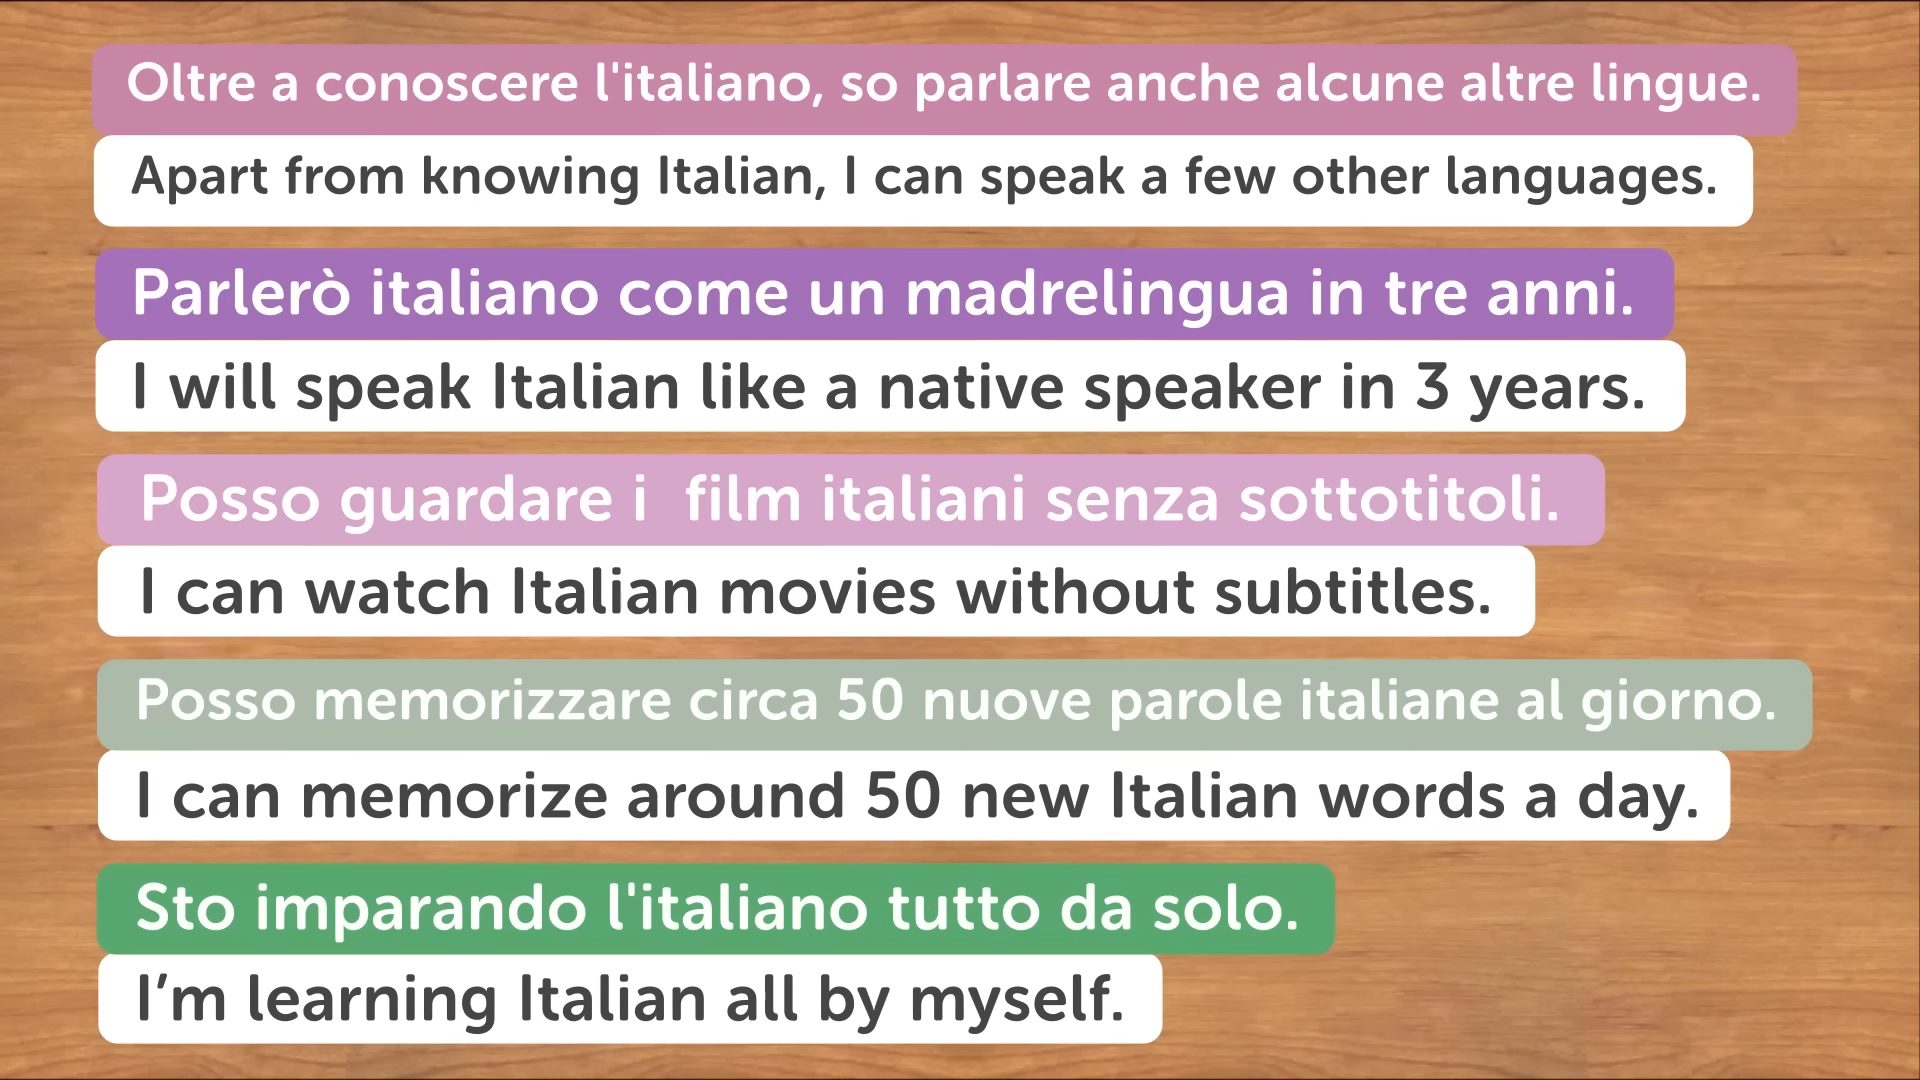 Oltre a conoscere l'italiano, so parlare anche alcune altre lingue.
Apart from knowing Italian, I can speak a few other languages.
Parlerò italiano come un madrelingua in tre anni.
I will speak Italian like a native speaker in 3 years.
Posso guardare i  film italiani senza sottotitoli.
I can watch Italian movies without subtitles.
Posso memorizzare circa 50 nuove parole italiane al giorno.
I can memorize around 50 new Italian words a day.
Sto imparando l'italiano tutto da solo.
I’m learning Italian all by myself.